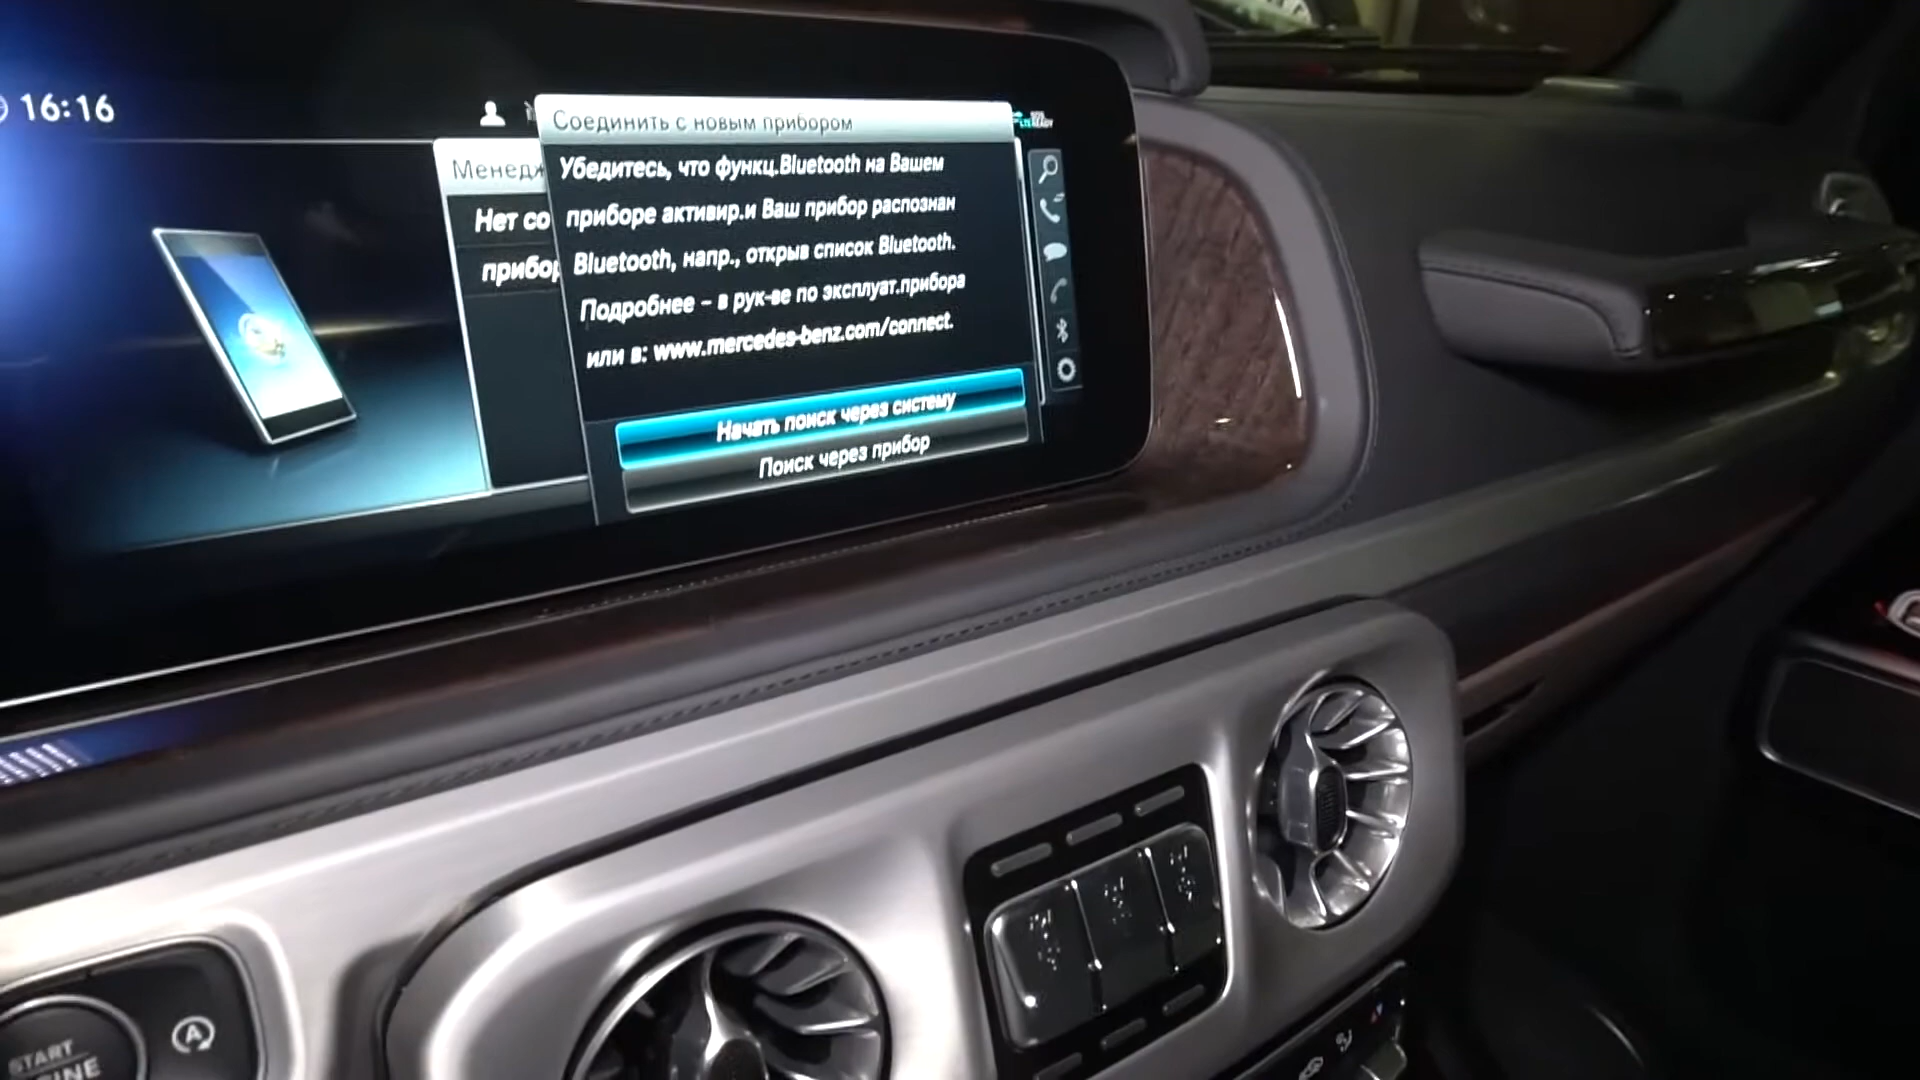 16:16
Соединить с новым прибором
Менедж
Убедитесь, что функц.Bluetooth на Вашем
Нет со
приборе активир.и Ваш прибор распознан
прибор
Bluetooth, напр., открыв список Bluetooth.
Подробнее – в рук-ве по эксплуат.прибора
или в: www.mercedes-benz.com/connect.
Начать поиск через систему
Поиск через прибор
START
A